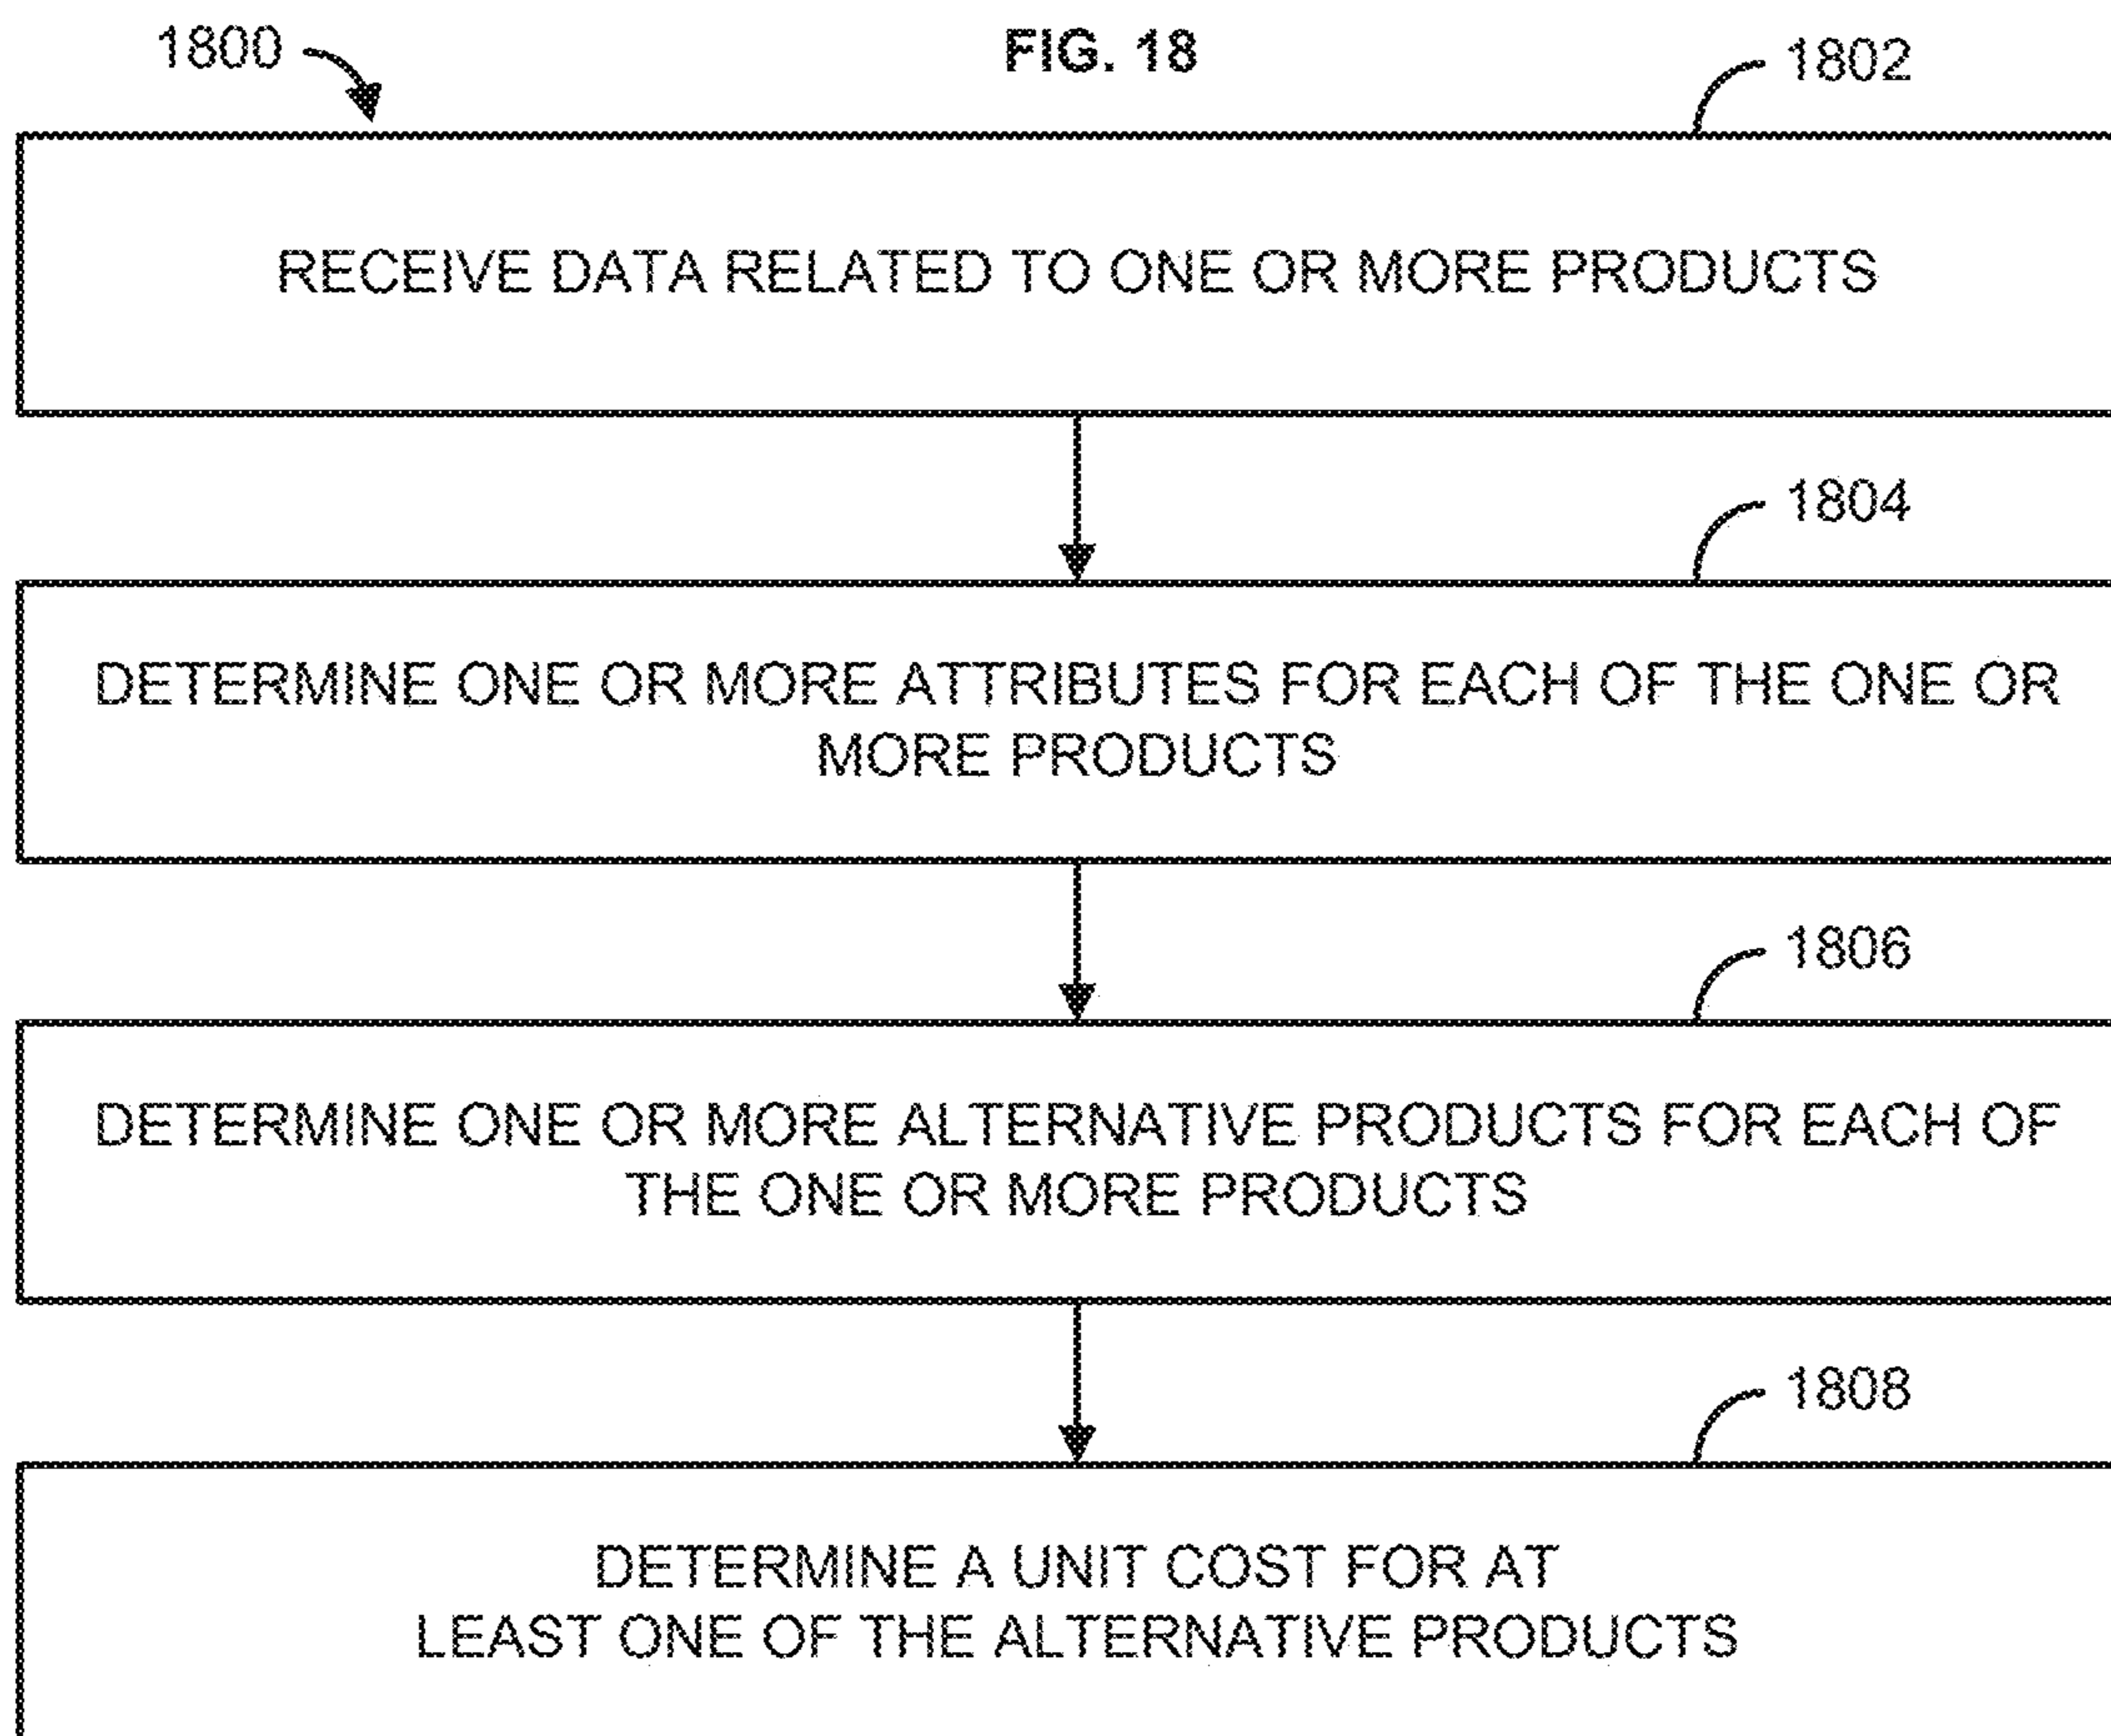 1800
FIG. 18
1802
RECEIVE DATA RELATED TO ONE OR MORE PRODUCTS
1804
DETERMINE ONE OR MORE ATTRIBUTES FOR EACH OF THE ONE OR
MORE PRODUCTS
1806
DETERMINE ONE OR MORE ALTERNATIVE PRODUCTS FOR EACH OF
THE ONE OR MORE PRODUCTS
1808
DETERMINE A UNIT COST FOR AT
LEAST ONE OF THE ALTERNATIVE PRODUCTS